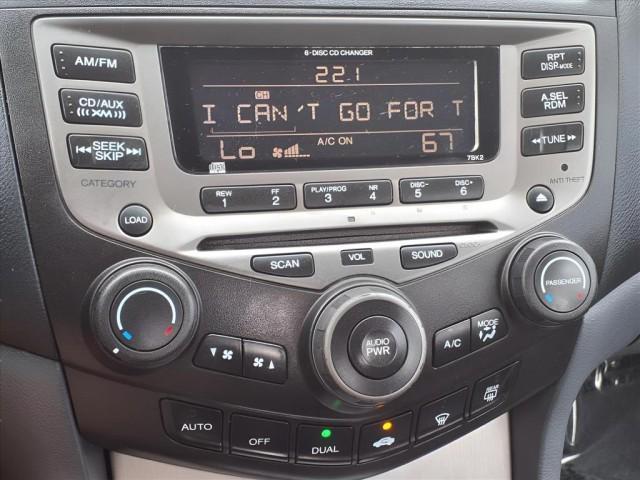 6-DISC CD CHANGER
22.1
CH
I CAN'T GO FOR T
A/C ON
Lo 67
7BK2
AM/FM
RPT
DISP·MODE
CD/AUX
(((XM)))
A.SEL
RDM
SEEK
SKIP
TUNE
CATEGORY
ANTI THEFT
REW
1
FF
2
PLAY/PROG
3
NR
4
DISC-
5
DISC+
6
LOAD
SCAN
VOL
SOUND
AUDIO
PWR
PASSENGER
A/C
MODE
AUTO
OFF
DUAL
REAR